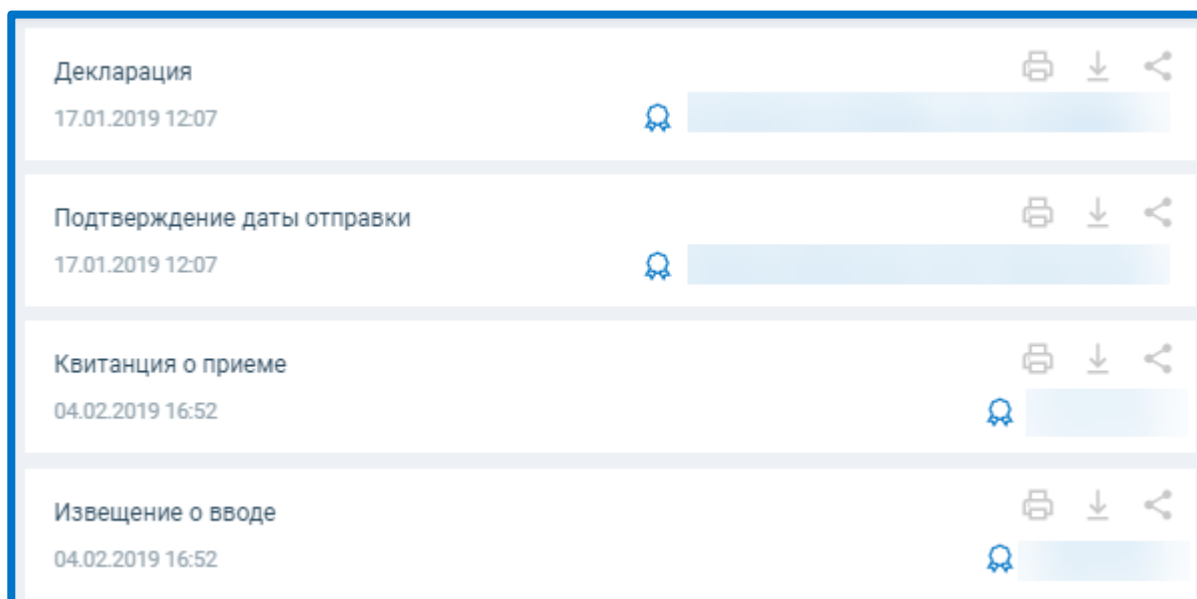 Декларация
17.01.2019 12:07
Подтверждение даты отправки
17.01.2019 12:07
Квитанция о приеме
04.02.2019 16:52
Извещение о вводе
04.02.2019 16:52